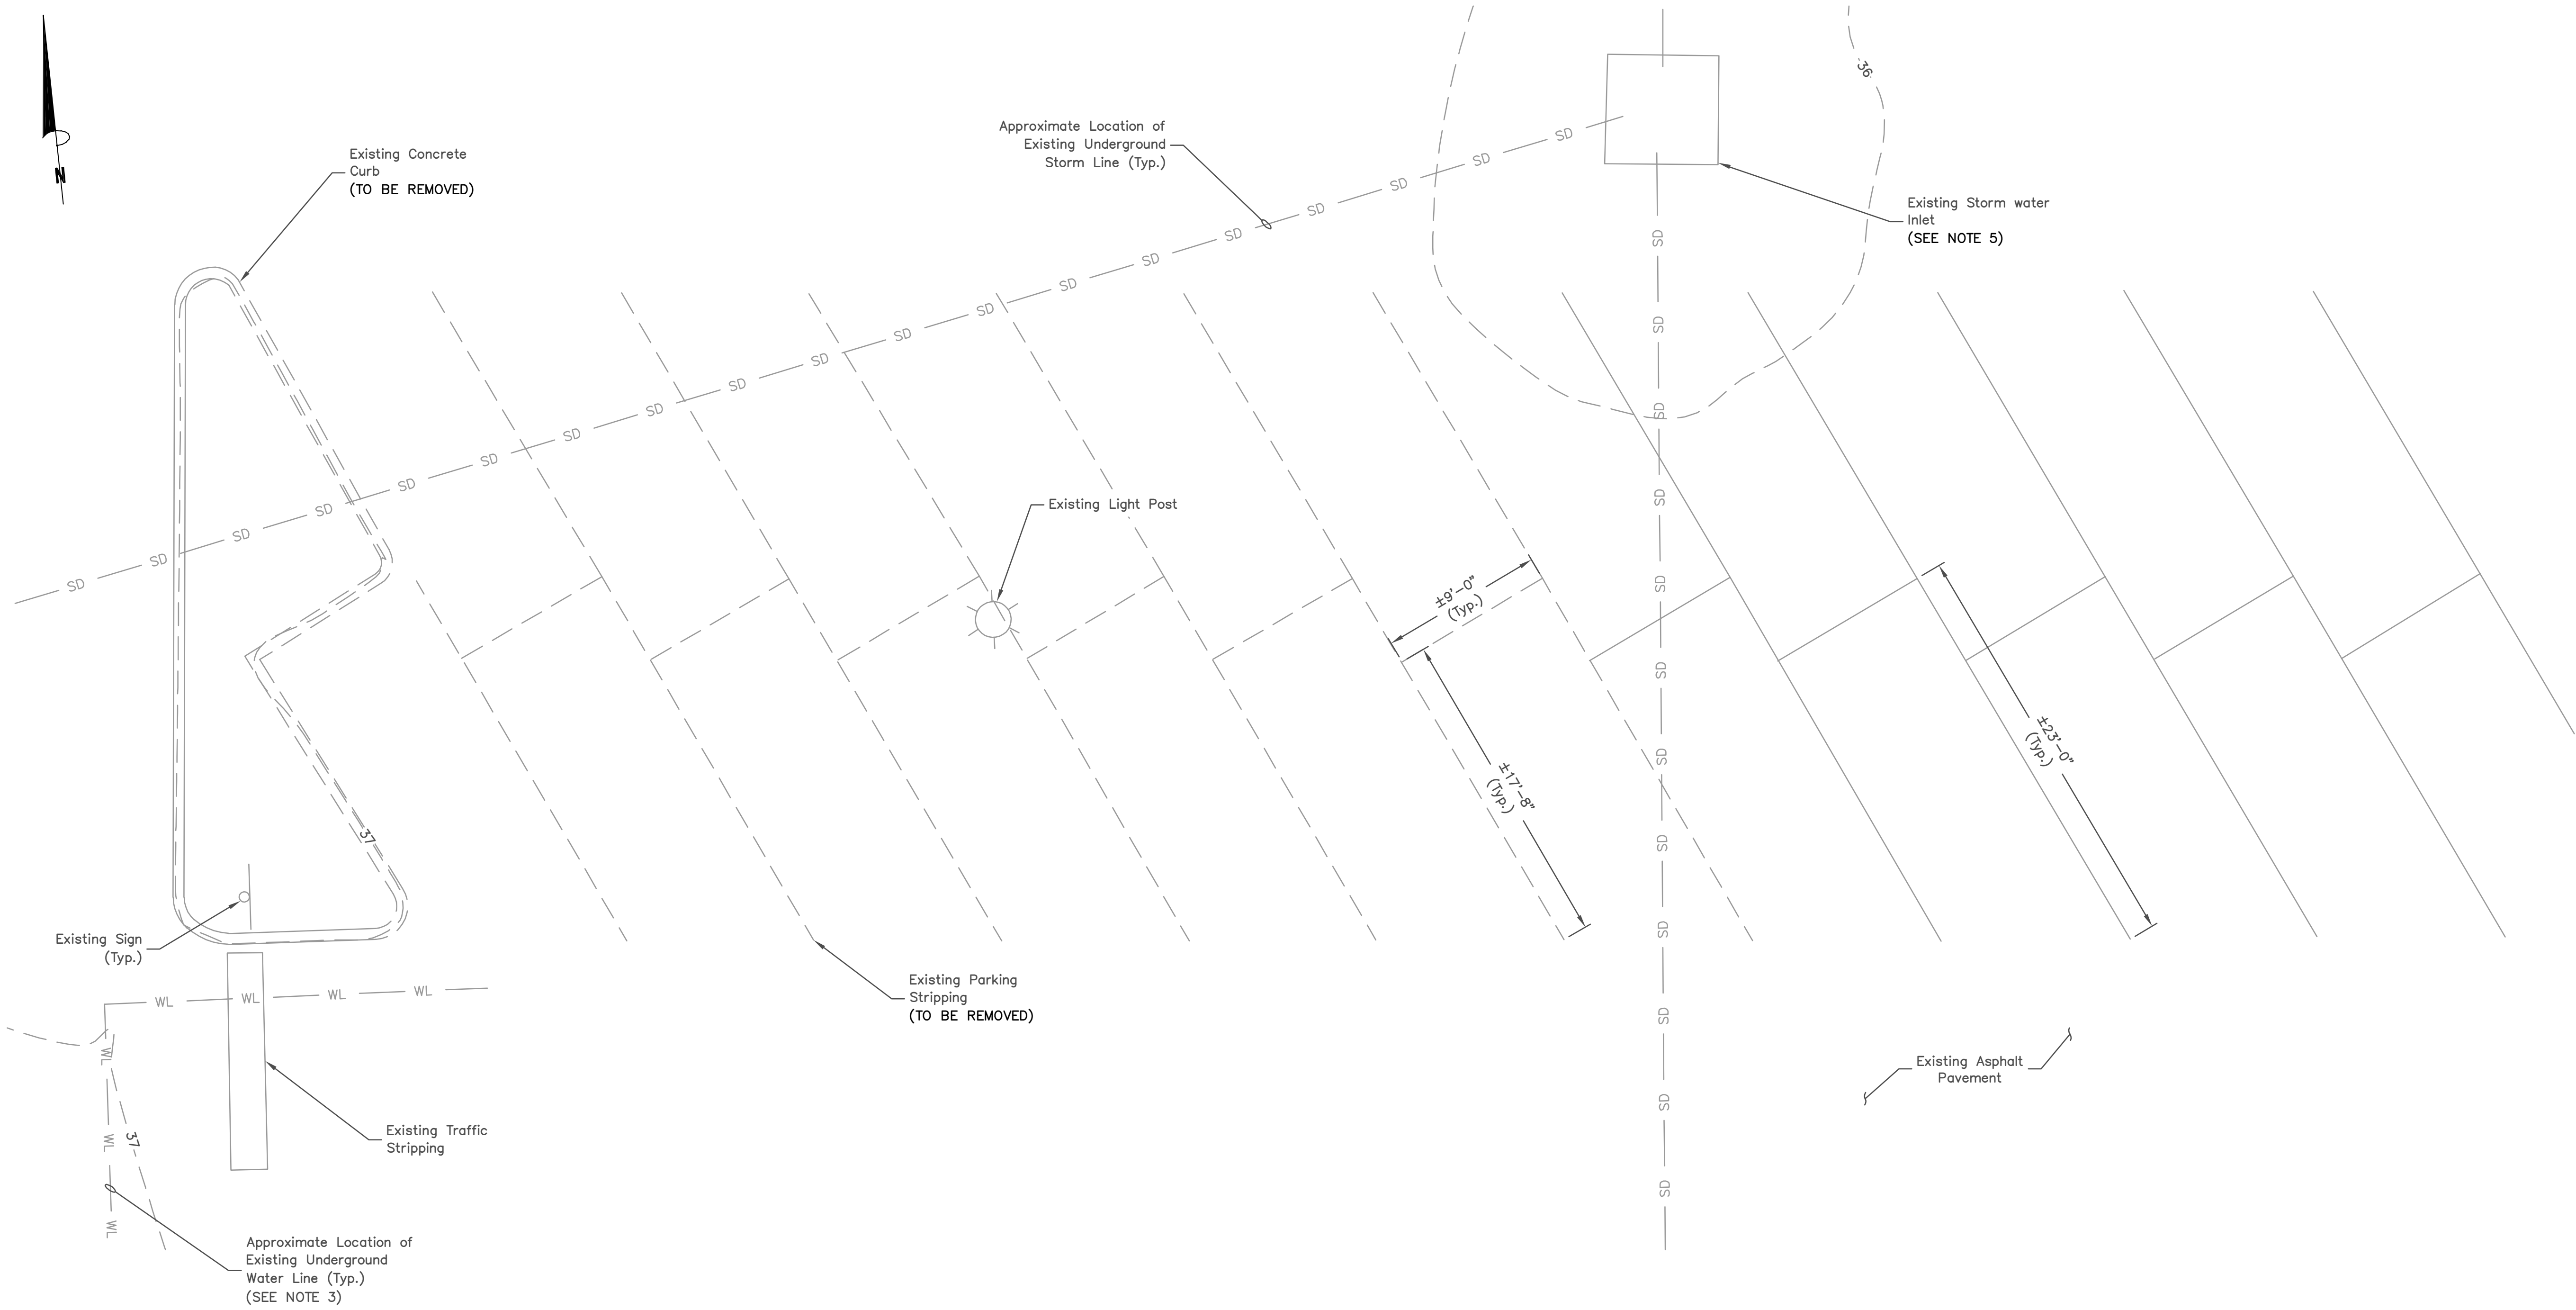 N
Existing Concrete
Curb
(TO BE REMOVED)
Approximate Location of
Existing Underground
Storm Line (Typ.)
36
Existing Storm water
Inlet
(SEE NOTE 5)
SD SD SD SD SD SD SD SD SD SD SD SD SD SD SD SD SD SD SD
SD
SD
SD
SD
SD
SD
SD
SD
SD
SD
SD
SD
Existing Light Post
±9'-0"
(Typ.)
±17'-8"
(Typ.)
±23'-0"
(Typ.)
37
Existing Sign
(Typ.)
WL WL WL WL
WL
WL
WL
37
Existing Parking
Stripping
(TO BE REMOVED)
Existing Asphalt
Pavement
Existing Traffic
Stripping
Approximate Location of
Existing Underground
Water Line (Typ.)
(SEE NOTE 3)